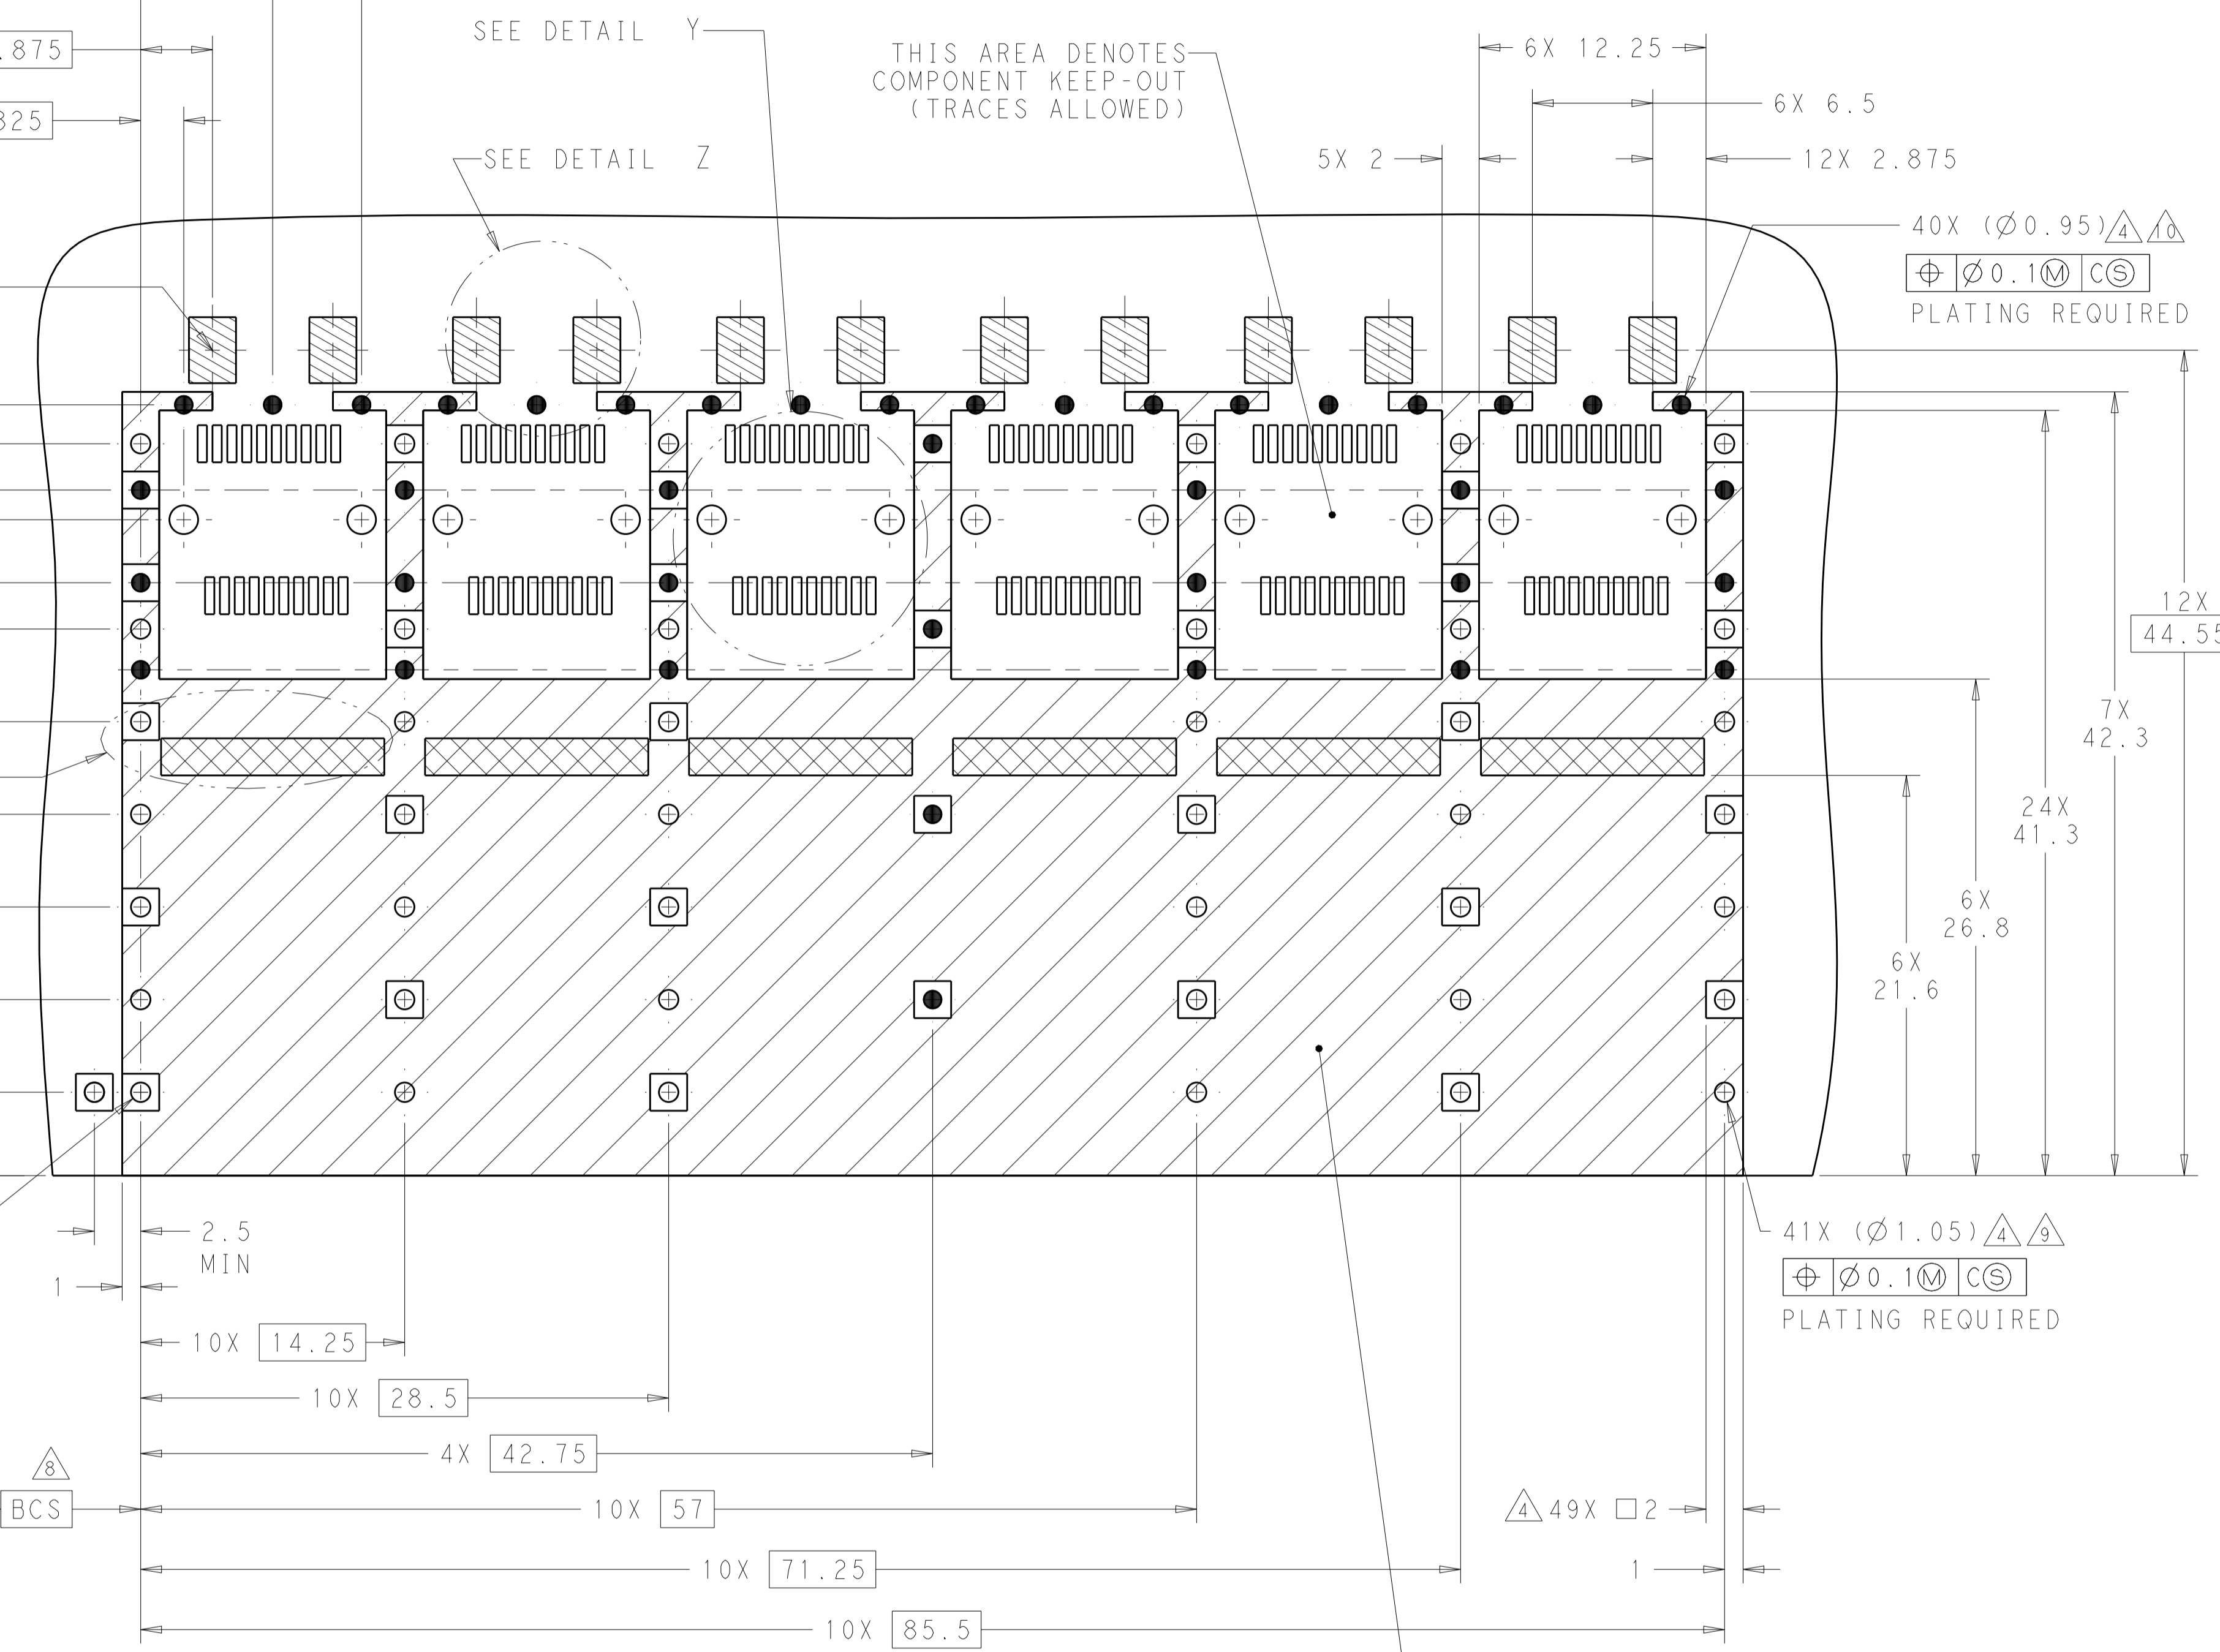 .875
SEE DETAIL Y
THIS AREA DENOTES
COMPONENT KEEP-OUT
(TRACES ALLOWED)
6X 12.25
6X 6.5
825
SEE DETAIL Z
5X 2
12X 2.875
40X (Ø0.95) 4 10
⌖ Ø0.1Ⓜ CⓈ
PLATING REQUIRED
12X
44.55
7X
42.3
24X
41.3
6X
26.8
6X
21.6
2.5
MIN
1
41X (Ø1.05) 4 9
⌖ Ø0.1Ⓜ CⓈ
PLATING REQUIRED
10X 14.25
10X 28.5
4X 42.75
8
BCS
10X 57
4 49X □2
10X 71.25
1
10X 85.5